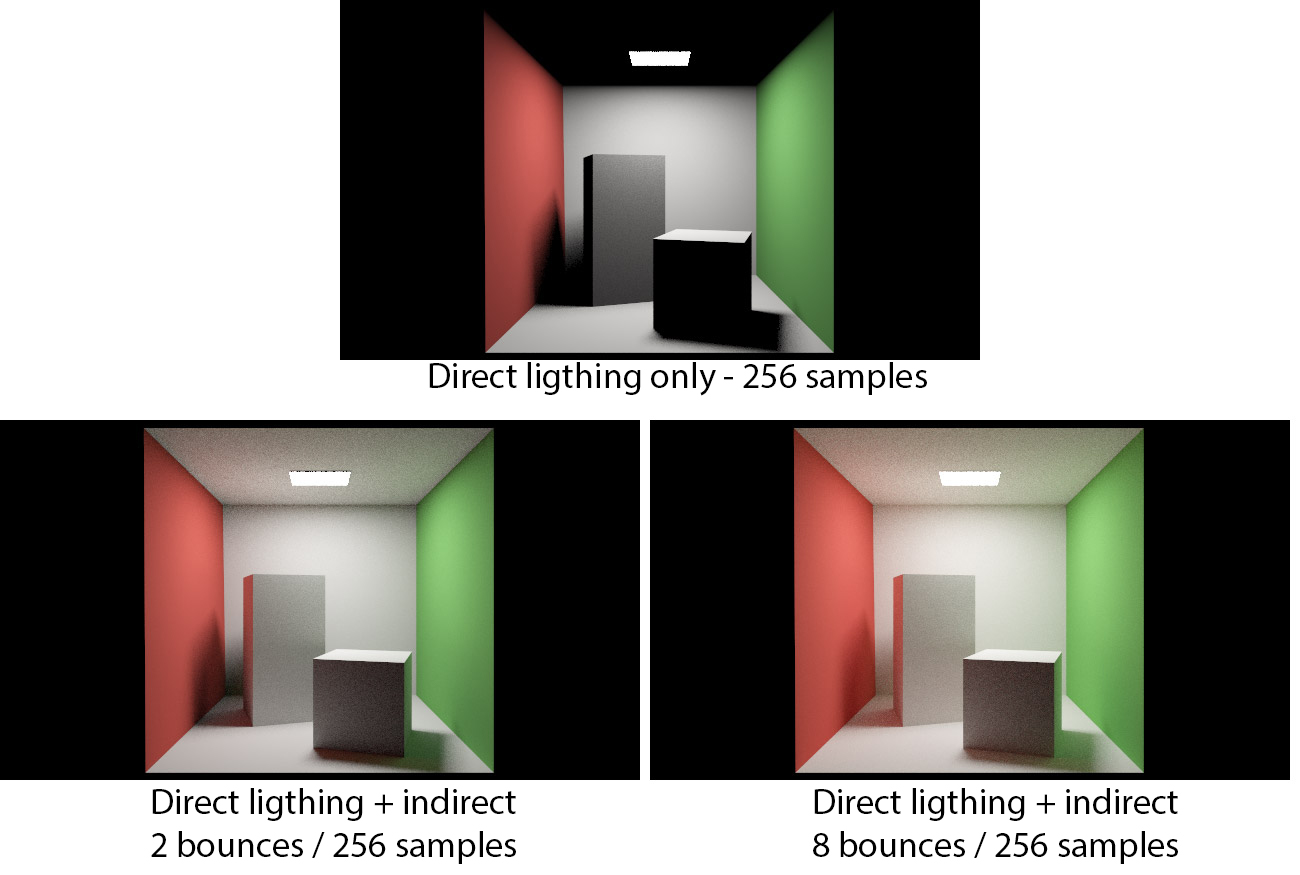 Direct ligthing only - 256 samples
Direct ligthing + indirect
2 bounces / 256 samples
Direct ligthing + indirect
8 bounces / 256 samples